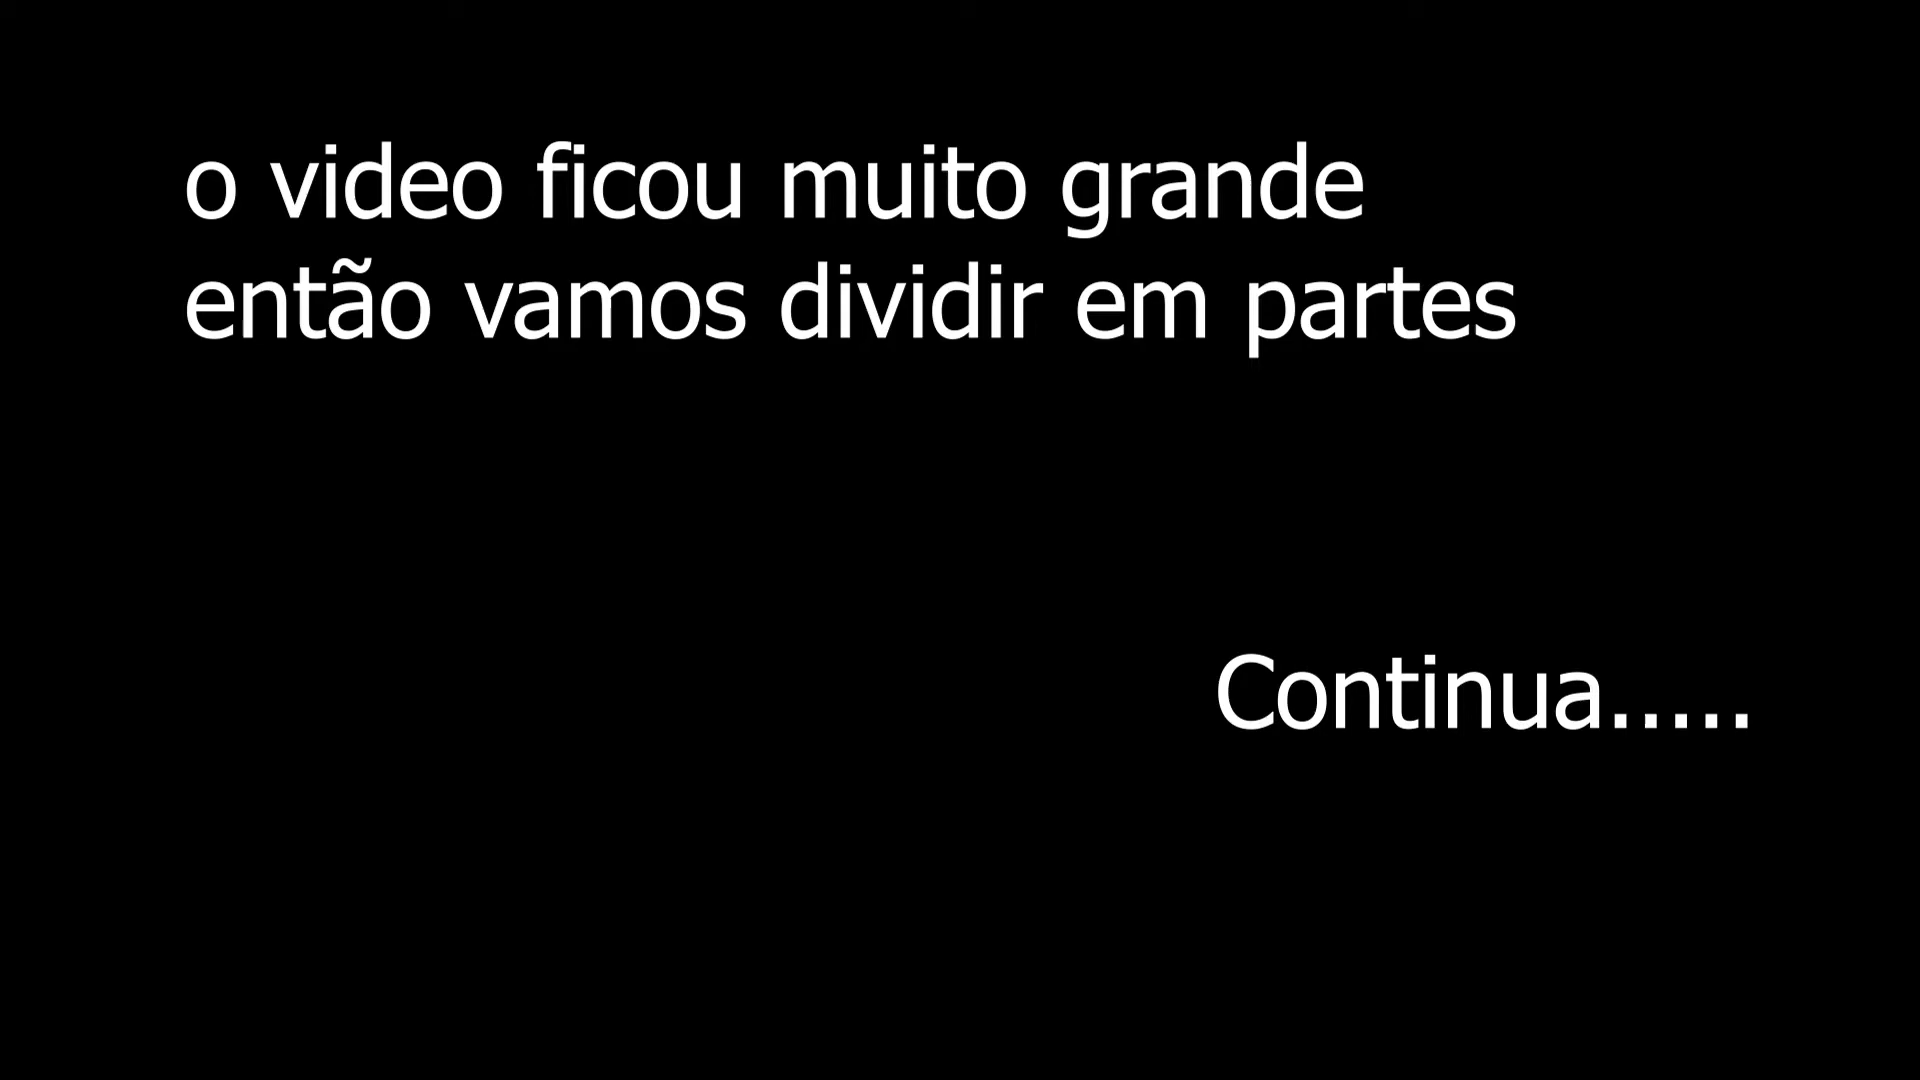 o video ficou muito grande
então vamos dividir em partes
Continua.....